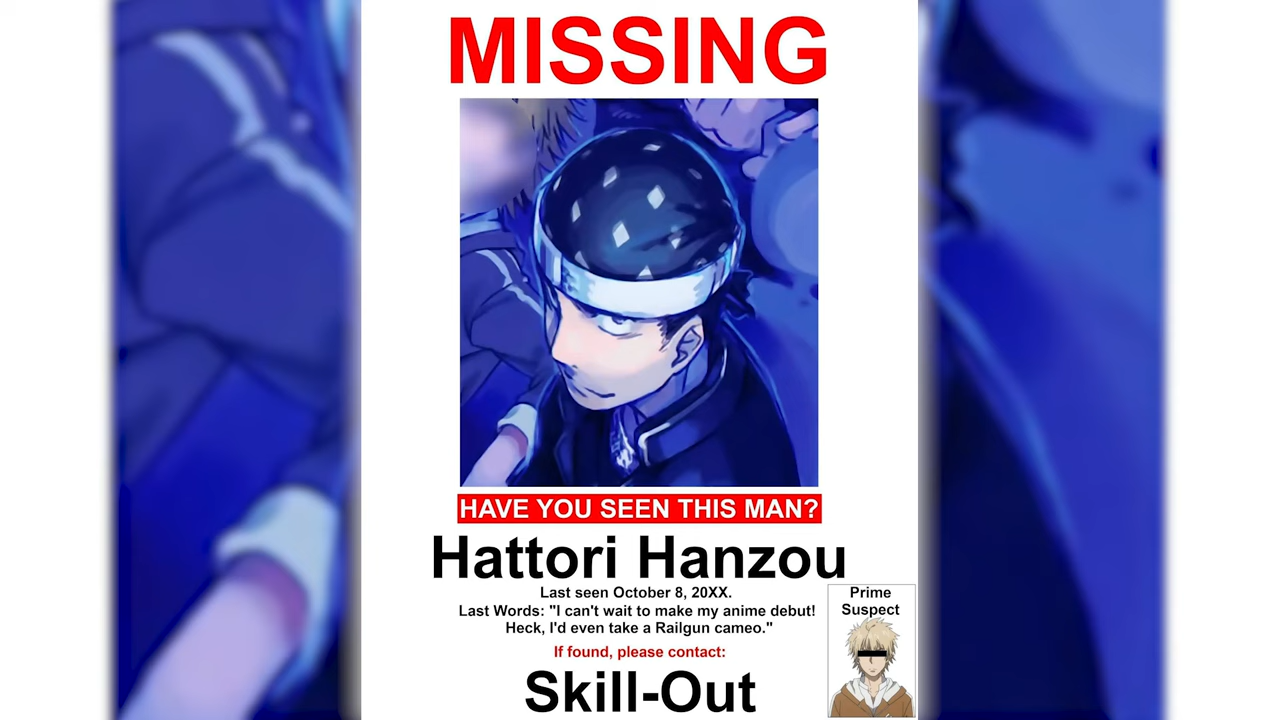 MISSING
HAVE YOU SEEN THIS MAN?
Hattori Hanzou
Last seen October 8, 20XX.
Last Words: "I can't wait to make my anime debut!
Heck, I'd even take a Railgun cameo."
If found, please contact:
Skill-Out
Prime
Suspect